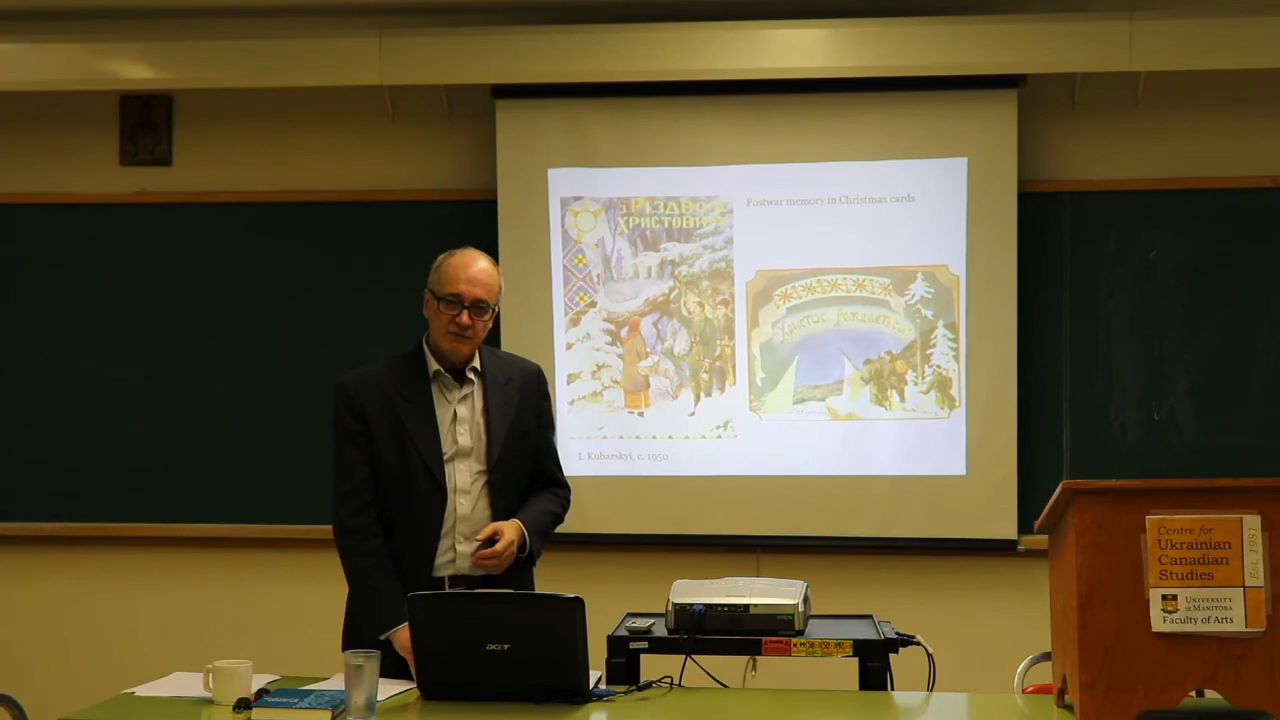 Postwar memory in Christmas cards
з РІЗДВОМ
ХРИСТОВИМ
Христос Рождается!
I. Kubarskyi, c. 1950
Centre for
Ukrainian
Canadian
Studies
Est. 1981
UNIVERSITY
OF MANITOBA
Faculty of Arts
acer
EPSON